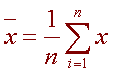 x̄ = 1/n ∑_{i=1}^{n} x